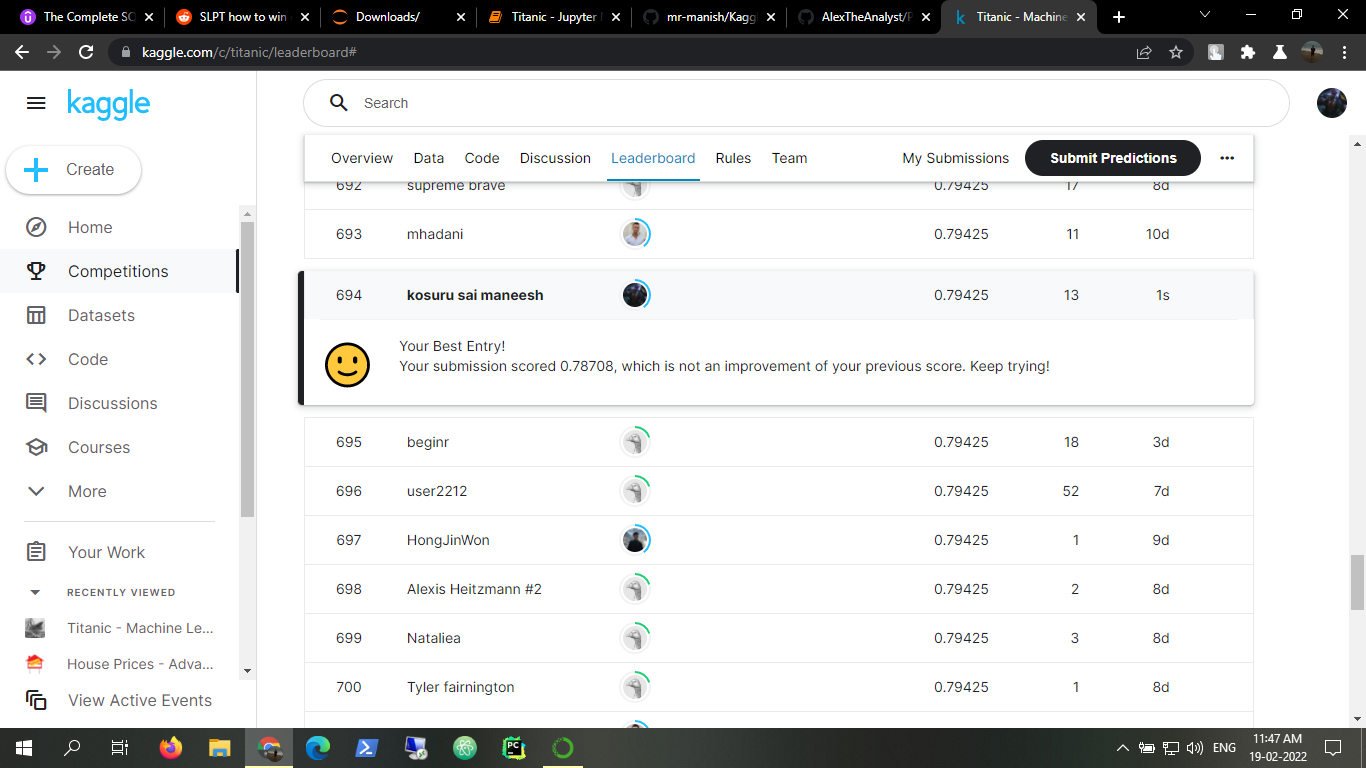 The Complete SQ
SLPT how to win
Downloads/
Titanic - Jupyter
mr-manish/Kagg
AlexTheAnalyst/P
Titanic - Machine
kaggle.com/c/titanic/leaderboard#
kaggle
Search
Create
Overview Data Code Discussion Leaderboard Rules Team My Submissions Submit Predictions
Home
Competitions
Datasets
Code
Discussions
Courses
More
Your Work
RECENTLY VIEWED
Titanic - Machine Le...
House Prices - Adva...
View Active Events
692 supreme brave 0.79425 17 8d
693 mhadani 0.79425 11 10d
694 kosuru sai maneesh 0.79425 13 1s
Your Best Entry!
Your submission scored 0.78708, which is not an improvement of your previous score. Keep trying!
695 beginr 0.79425 18 3d
696 user2212 0.79425 52 7d
697 HongJinWon 0.79425 1 9d
698 Alexis Heitzmann #2 0.79425 2 8d
699 Nataliea 0.79425 3 8d
700 Tyler fairnington 0.79425 1 8d
PC
ENG
11:47 AM
19-02-2022